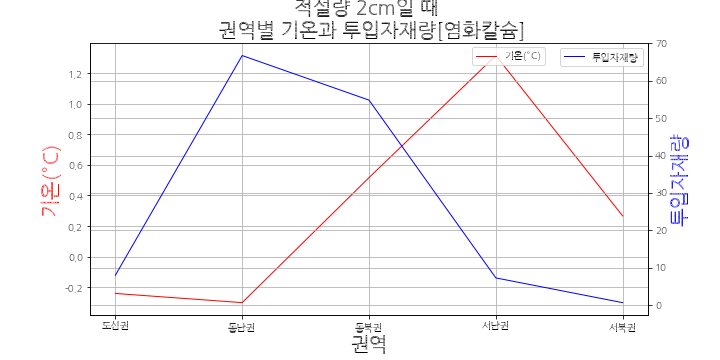 적설량 2cm일 때
권역별 기온과 투입자재량[염화칼슘]
기온(°C)
투입자재량
1.2
1.0
0.8
0.6
0.4
0.2
0.0
-0.2
70
60
50
40
30
20
10
0
기온(°C)
투입자재량
도심권
동남권
동북권
서남권
서북권
권역